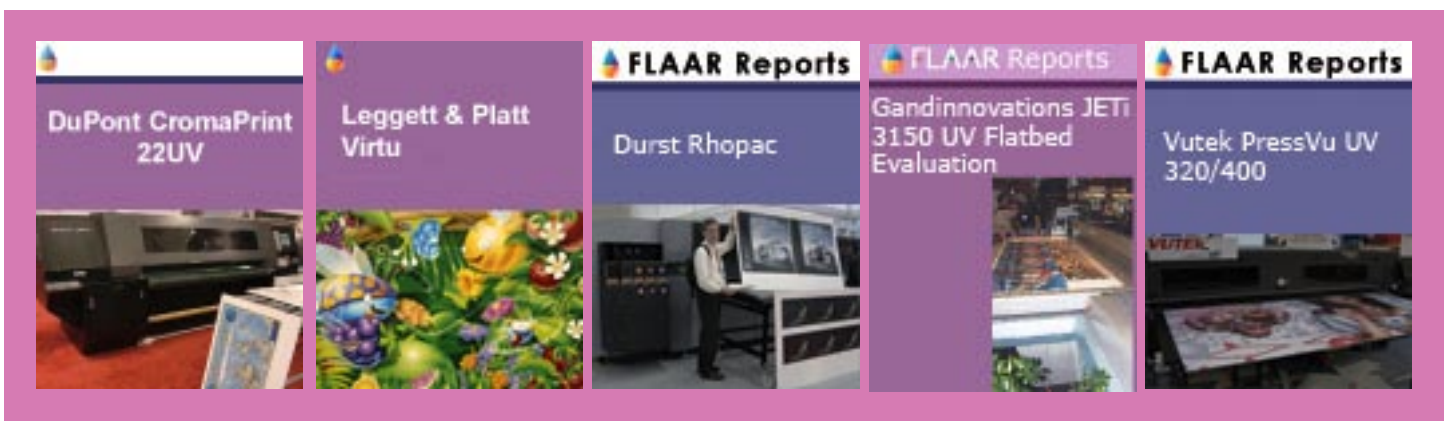 DuPont CromaPrint
22UV
Leggett & Platt
Virtu
FLAAR Reports
Durst Rhopac
FLAAR Reports
Gandinnovations JETi
3150 UV Flatbed
Evaluation
FLAAR Reports
Vutek PressVu UV
320/400
VUTEk